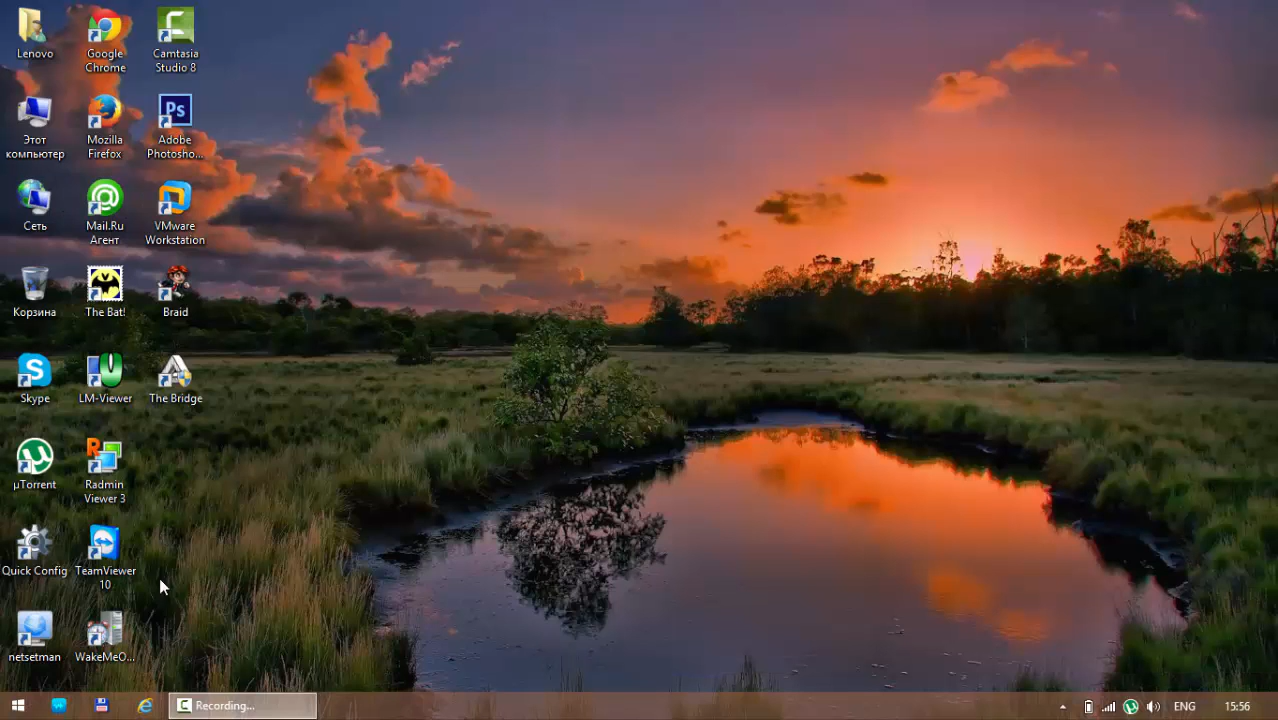 Lenovo
Google
Chrome
Camtasia
Studio 8
Этот
компьютер
Mozilla
Firefox
Ps
Adobe
Photosho...
Сеть
Mail.Ru
Агент
VMware
Workstation
Корзина
The Bat!
Braid
Skype
LM-Viewer
The Bridge
µTorrent
Radmin
Viewer 3
Quick Config
TeamViewer
10
netsetman
WakeMeO...
Recording...
ENG
15:56